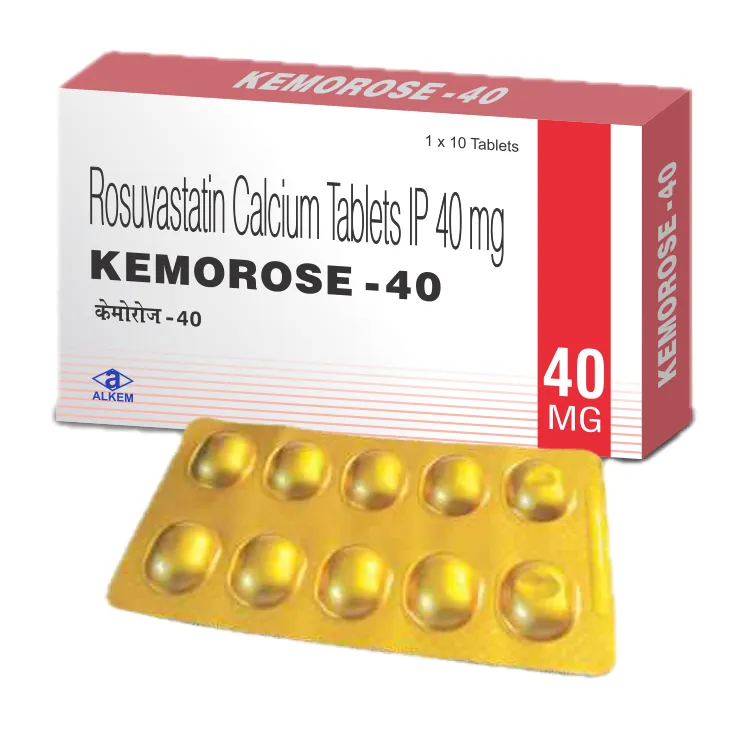 KEMOROSE - 40
1 x 10 Tablets
Rosuvastatin Calcium Tablets IP 40 mg
KEMOROSE - 40
केमोरोज - 40
a
ALKEM
40
MG
KEMOROSE - 40